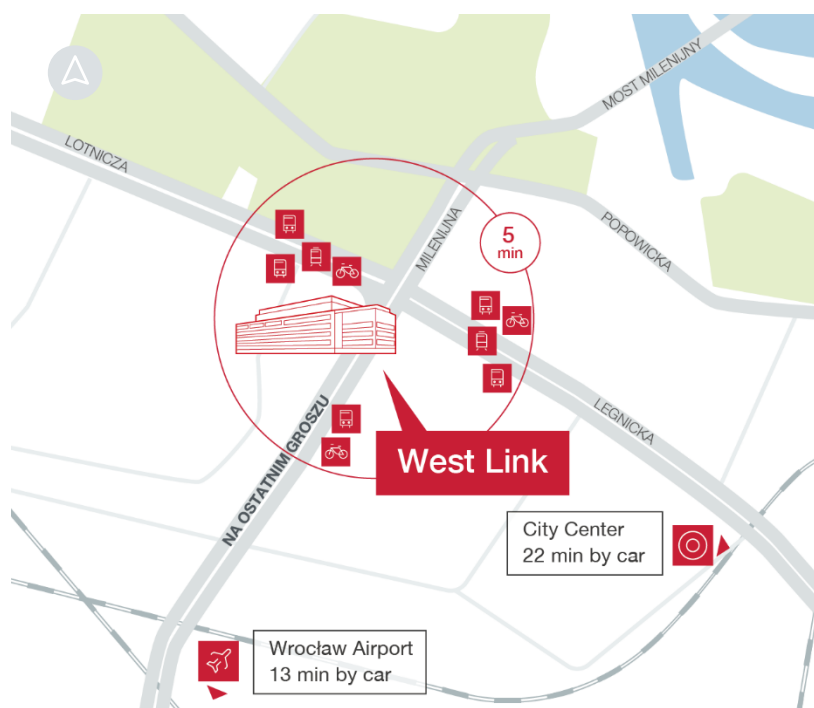 MOST MILENIJNY
LOTNICZA
MILENIJNA
5
min
POPOWICKA
LEGNICKA
NA OSTATNIM GROSZU
West Link
City Center
22 min by car
Wrocław Airport
13 min by car